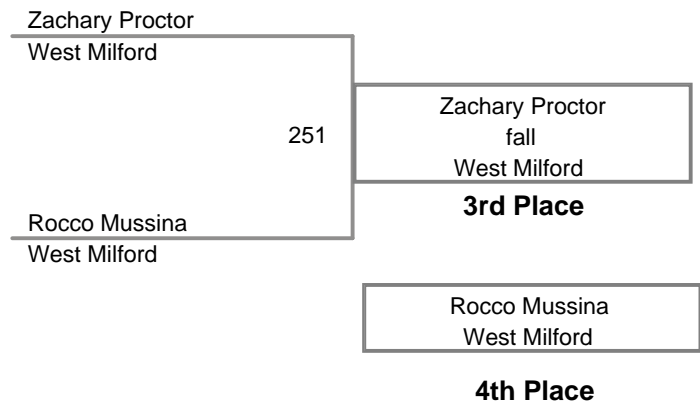 Zachary Proctor
West Milford
251
Zachary Proctor
fall
West Milford
3rd Place
Rocco Mussina
West Milford
Rocco Mussina
West Milford
4th Place